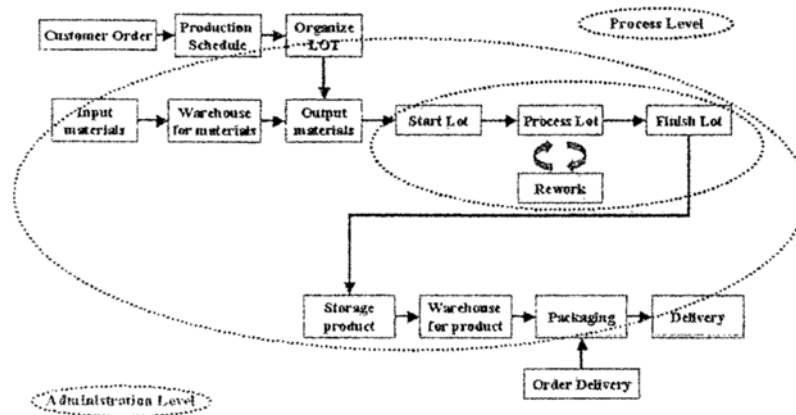 Process Level
Customer Order
Production
Schedule
Organize
LOT
Input
materials
Warehouse
for materials
Output
materials
Start Lot
Process Lot
Finish Lot
Rework
Storage
product
Warehouse
for product
Packaging
Delivery
Order Delivery
Administration Level